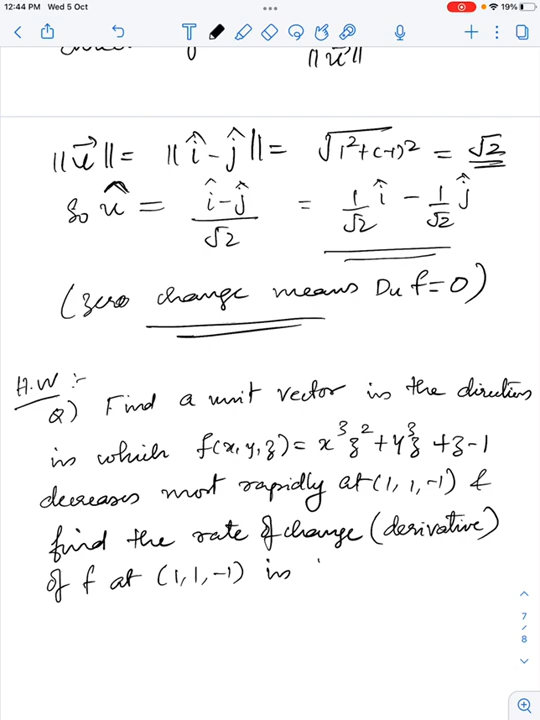 12:44 PM Wed 5 Oct
19%
||u⃗||
||u⃗|| = ||î-ĵ|| = √1²+(-1)² = √2
So û = î-ĵ/√2 = 1/√2 î - 1/√2 ĵ
(Zero change means Du f=0)
H.W :-
Q) Find a unit vector in the direction
in which f(x,y,z) = x³z²+y³z+z-1
decreases most rapidly at (1, 1, -1) &
find the rate of change (derivative)
of f at (1, 1, -1) in
7
/
8